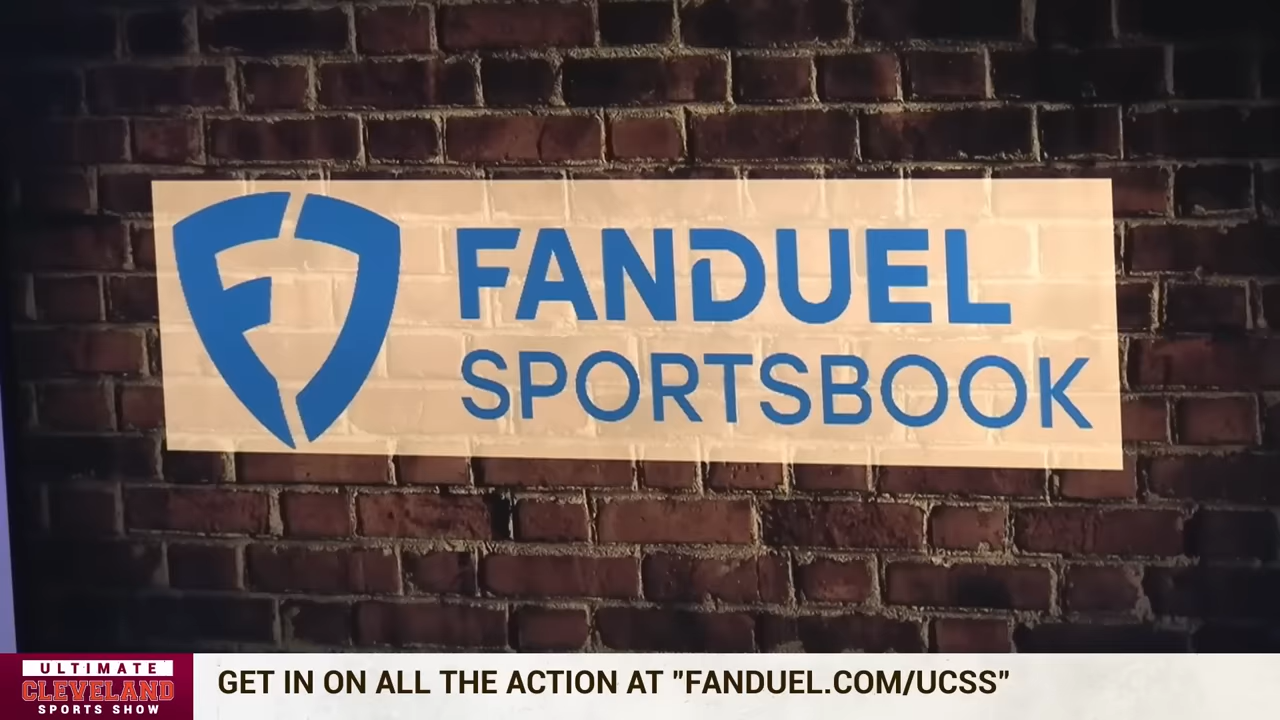 FANDUEL
SPORTSBOOK
ULTIMATE
CLEVELAND
SPORTS SHOW
GET IN ON ALL THE ACTION AT "FANDUEL.COM/UCSS"